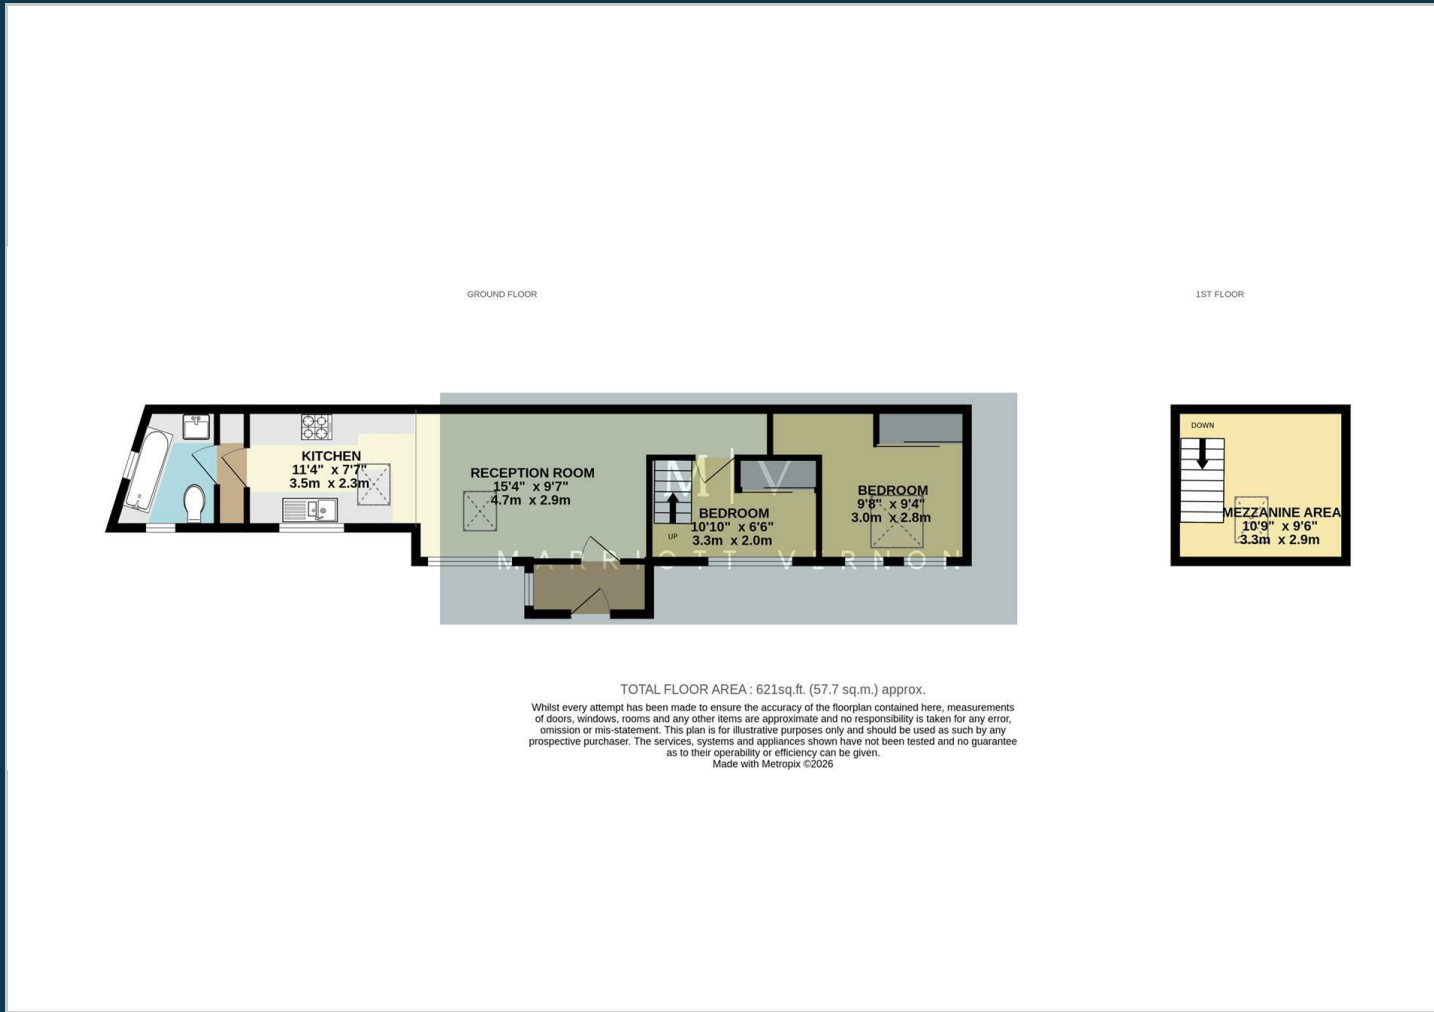 GROUND FLOOR
1ST FLOOR
KITCHEN
11'4" x 7'7"
3.5m x 2.3m
RECEPTION ROOM
15'4" x 9'7"
4.7m x 2.9m
UP
BEDROOM
10'10" x 6'6"
3.3m x 2.0m
BEDROOM
9'8" x 9'4"
3.0m x 2.8m
DOWN
MEZZANINE AREA
10'9" x 9'6"
3.3m x 2.9m
M | V
MARRIOTT VERNON
TOTAL FLOOR AREA : 621sq.ft. (57.7 sq.m.) approx.
Whilst every attempt has been made to ensure the accuracy of the floorplan contained here, measurements
of doors, windows, rooms and any other items are approximate and no responsibility is taken for any error,
omission or mis-statement. This plan is for illustrative purposes only and should be used as such by any
prospective purchaser. The services, systems and appliances shown have not been tested and no guarantee
as to their operability or efficiency can be given.
Made with Metropix ©2026